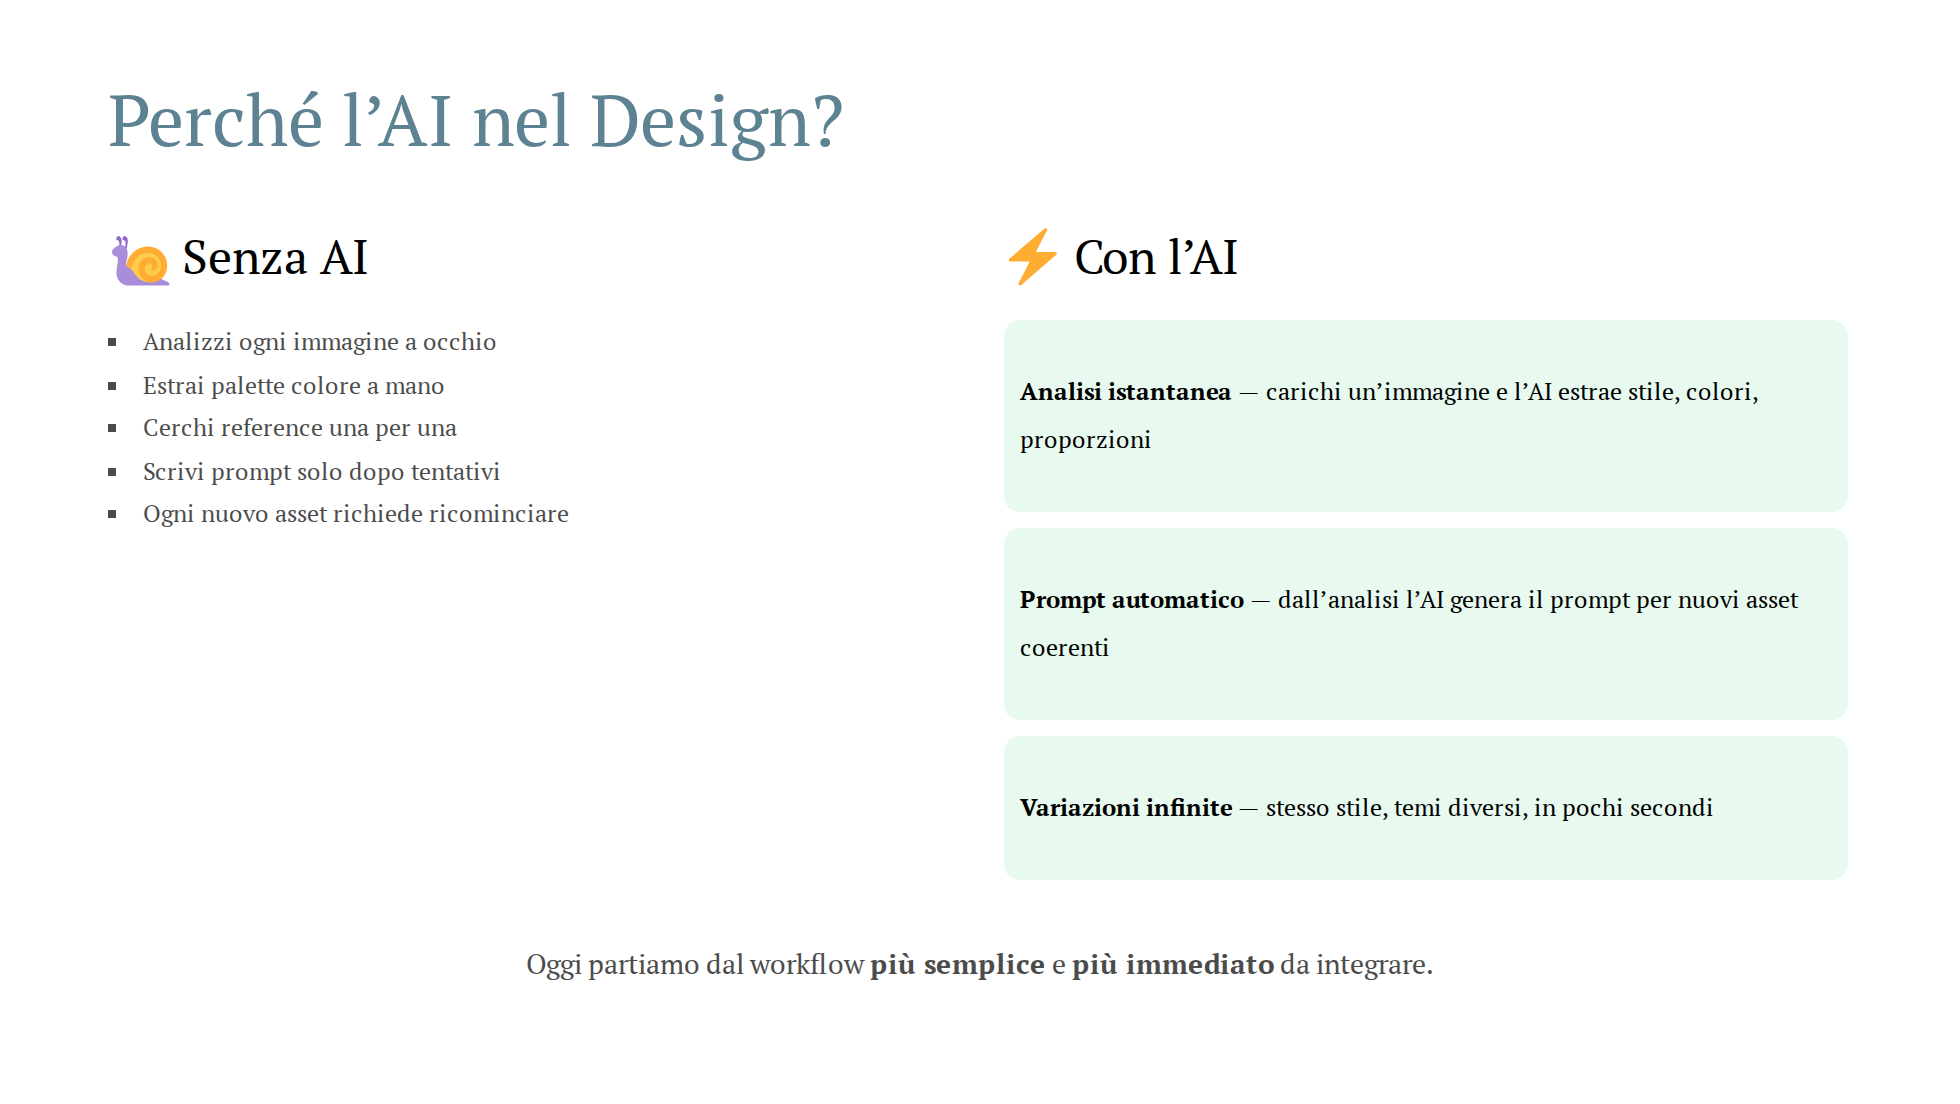 Perché l’AI nel Design?
🐌 Senza AI
▪ Analizzi ogni immagine a occhio
▪ Estrai palette colore a mano
▪ Cerchi reference una per una
▪ Scrivi prompt solo dopo tentativi
▪ Ogni nuovo asset richiede ricominciare
⚡ Con l’AI
Analisi istantanea — carichi un’immagine e l’AI estrae stile, colori,
proporzioni
Prompt automatico — dall’analisi l’AI genera il prompt per nuovi asset
coerenti
Variazioni infinite — stesso stile, temi diversi, in pochi secondi
Oggi partiamo dal workflow più semplice e più immediato da integrare.